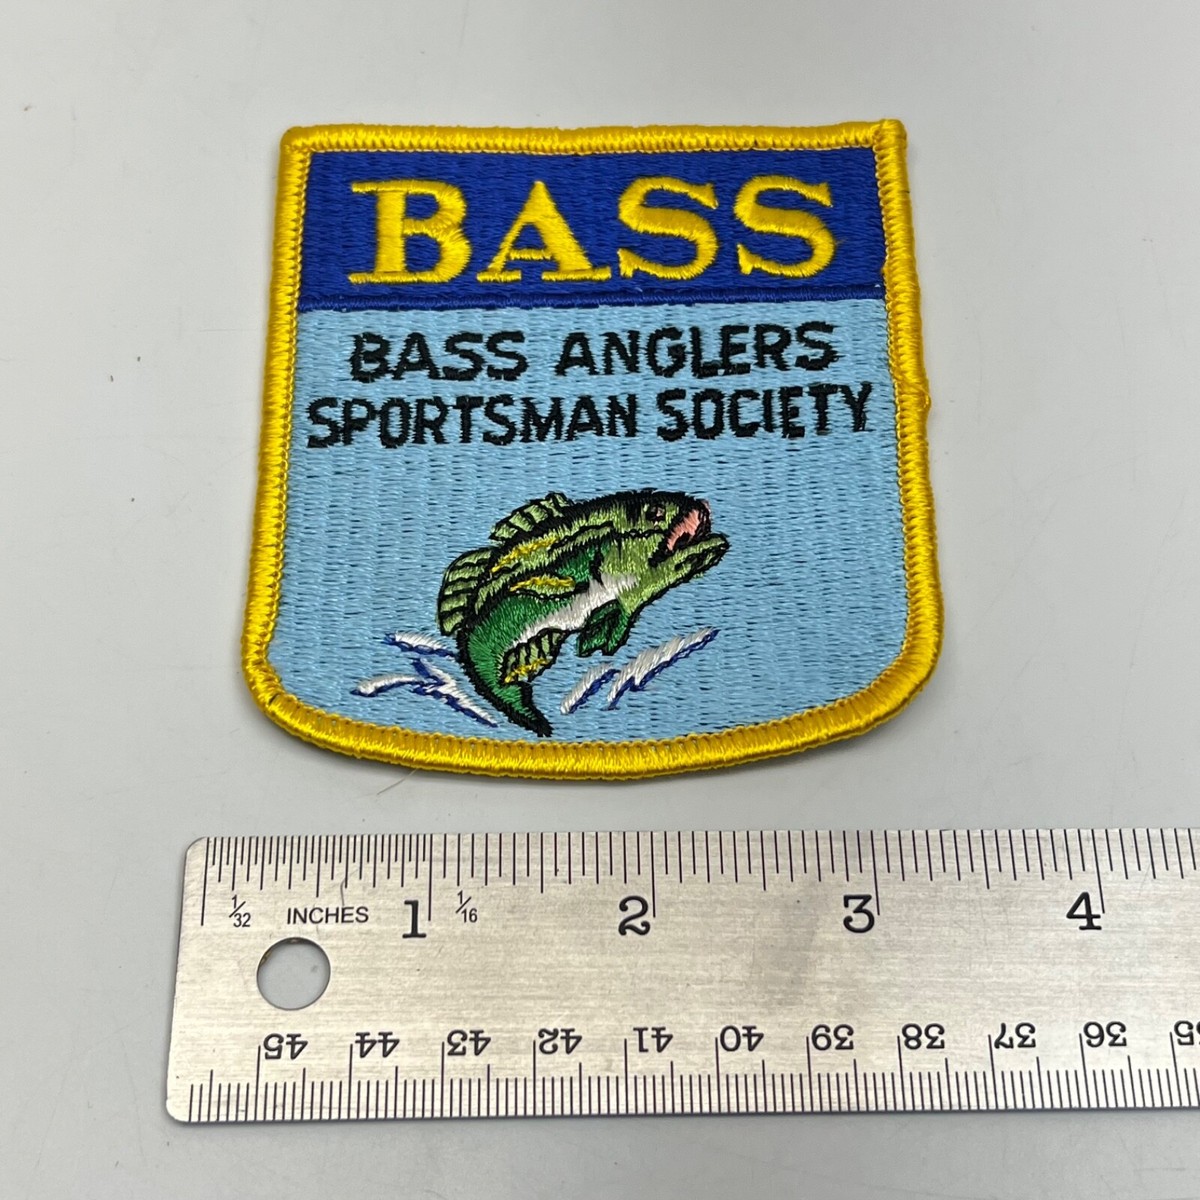 BASS
BASS ANGLERS
SPORTSMAN SOCIETY
1/32 INCHES 1 1/16 2 3 4
45 44 43 42 41 40 39 38 37 36 35